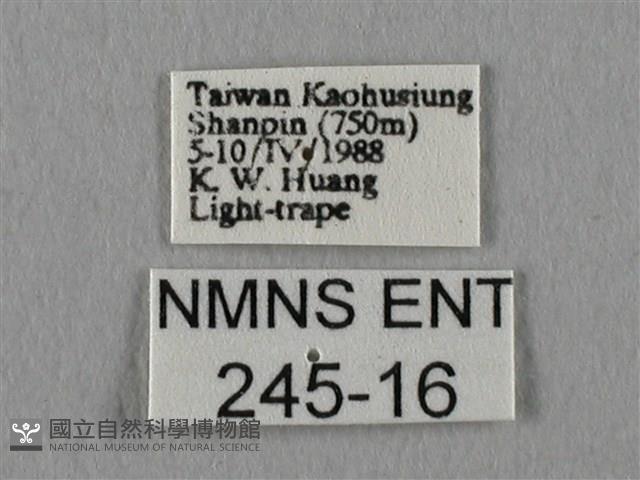 Taiwan Kaohusiung
Shanpin (750m)
5-10/IV/1988
K. W. Huang
Light-trape
NMNS ENT
245-16
國立自然科學博物館
NATIONAL MUSEUM OF NATURAL SCIENCE